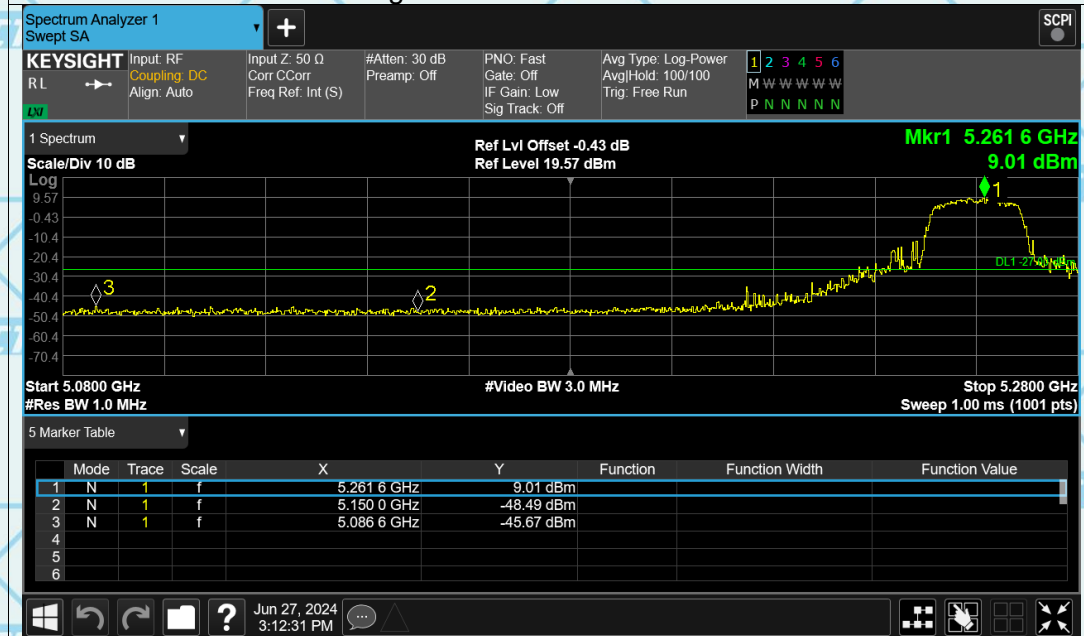 Spectrum Analyzer 1
Swept SA
+
SCPI
KEYSIGHT
RL
LXI
Input: RF
Coupling: DC
Align: Auto
Input Z: 50 Ω
Corr CCorr
Freq Ref: Int (S)
#Atten: 30 dB
Preamp: Off
PNO: Fast
Gate: Off
IF Gain: Low
Sig Track: Off
Avg Type: Log-Power
Avg|Hold: 100/100
Trig: Free Run
1 2 3 4 5 6
M W W W W W
P N N N N N
1 Spectrum
Scale/Div 10 dB
Ref Lvl Offset -0.43 dB
Ref Level 19.57 dBm
Mkr1 5.261 6 GHz
9.01 dBm
Log
9.57
-0.43
-10.4
-20.4
-30.4
-40.4
-50.4
-60.4
-70.4
1
2
3
Start 5.0800 GHz
#Res BW 1.0 MHz
#Video BW 3.0 MHz
Stop 5.2800 GHz
Sweep 1.00 ms (1001 pts)
5 Marker Table
Mode Trace Scale X Y Function Function Width Function Value
1 N 1 f 5.261 6 GHz 9.01 dBm
2 N 1 f 5.150 0 GHz -48.49 dBm
3 N 1 f 5.086 6 GHz -45.67 dBm
4
5
6
?
Jun 27, 2024
3:12:31 PM